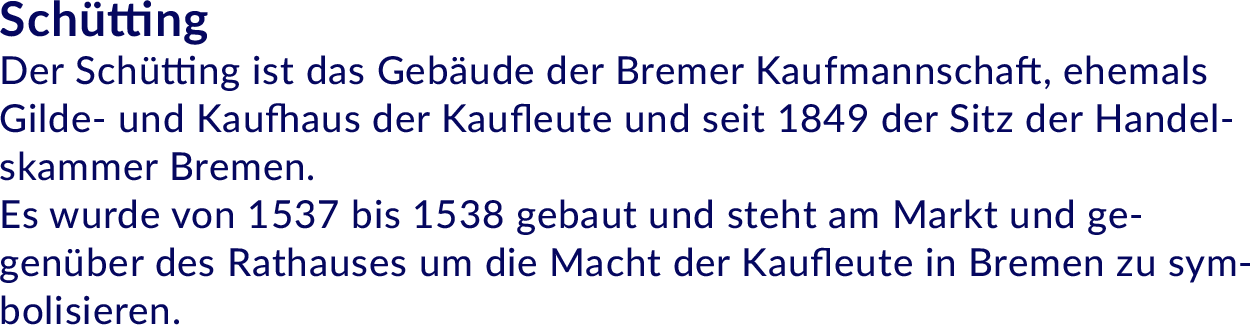 Schütting
Der Schütting ist das Gebäude der Bremer Kaufmannschaft, ehemals
Gilde- und Kaufhaus der Kaufleute und seit 1849 der Sitz der Handel-
skammer Bremen.
Es wurde von 1537 bis 1538 gebaut und steht am Markt und ge-
genüber des Rathauses um die Macht der Kaufleute in Bremen zu sym-
bolisieren.